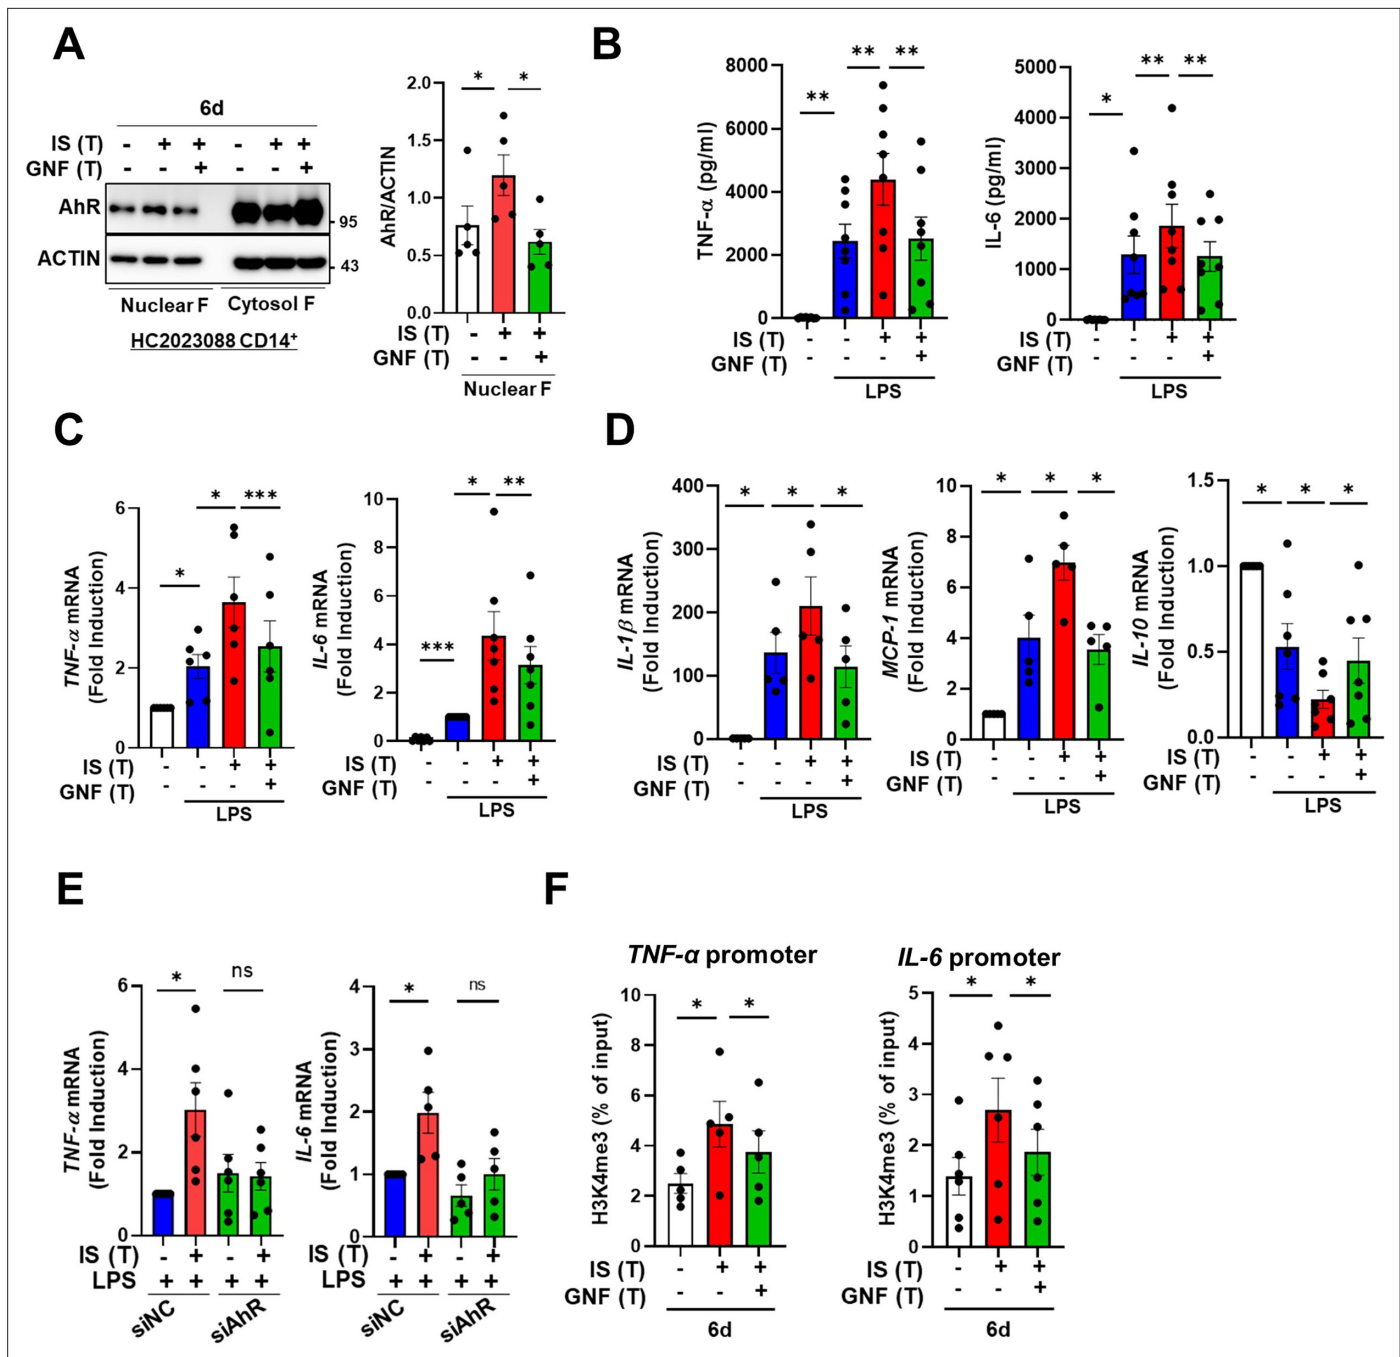 A
6d
IS (T) - + + - + +
GNF (T) - - + - - +
AhR
95
ACTIN
43
Nuclear F Cytosol F
HC2023088 CD14+
AhR/ACTIN
2.0
1.5
1.0
0.5
0.0
* *
IS (T) - + +
GNF (T) - - +
Nuclear F
B
TNF-α (pg/ml)
8000
6000
4000
2000
0
** ** **
IS (T) - - + +
GNF (T) - - - +
LPS
IL-6 (pg/ml)
5000
4000
3000
2000
1000
0
* ** **
IS (T) - - + +
GNF (T) - - - +
LPS
C
TNF-α mRNA
(Fold Induction)
6
4
2
0
* * ***
IS (T) - - + +
GNF (T) - - - +
LPS
IL-6 mRNA
(Fold Induction)
10
8
6
4
2
0
*** * **
IS (T) - - + +
GNF (T) - - - +
LPS
D
IL-1β mRNA
(Fold Induction)
400
300
200
100
0
* * *
IS (T) - - + +
GNF (T) - - - +
LPS
MCP-1 mRNA
(Fold Induction)
10
8
6
4
2
0
* * *
IS (T) - - + +
GNF (T) - - - +
LPS
IL-10 mRNA
(Fold Induction)
1.5
1.0
0.5
0.0
* * *
IS (T) - - + +
GNF (T) - - - +
LPS
E
TNF-α mRNA
(Fold Induction)
6
4
2
0
* ns
IS (T) - + - +
LPS + + + +
siNC siAhR
IL-6 mRNA
(Fold Induction)
4
3
2
1
0
* ns
IS (T) - + - +
LPS + + + +
siNC siAhR
F
TNF-α promoter
H3K4me3 (% of input)
10
8
6
4
2
0
* *
IS (T) - + +
GNF (T) - - +
6d
IL-6 promoter
H3K4me3 (% of input)
5
4
3
2
1
0
* *
IS (T) - + +
GNF (T) - - +
6d